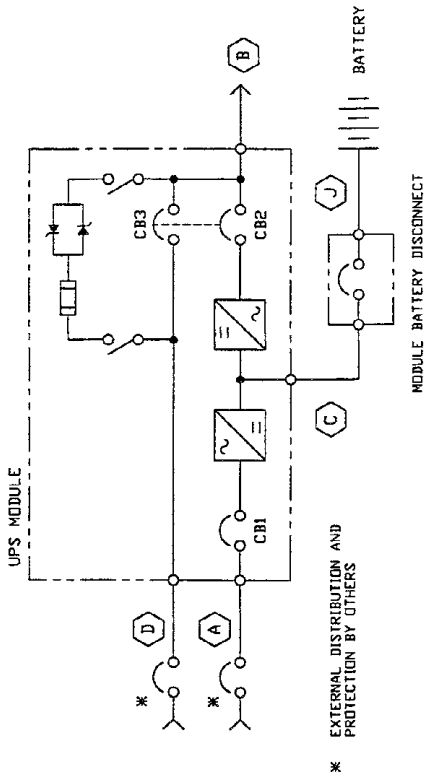 UPS MODULE
CB3
CB2
CB1
B
D
A
C
J
BATTERY
MODULE BATTERY DISCONNECT
*
*
* EXTERNAL DISTRIBUTION AND
PROTECTION BY OTHERS